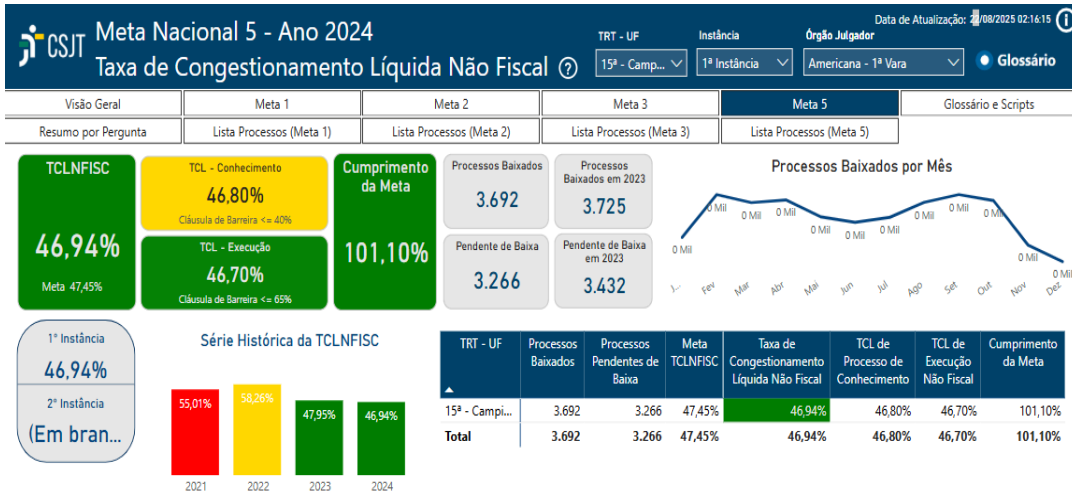 CSJT
Meta Nacional 5 - Ano 2024
Taxa de Congestionamento Líquida Não Fiscal ?
Data de Atualização: 22/08/2025 02:16:15 i
TRT - UF
Instância
Órgão Julgador
15ª - Camp...
1ª Instância
Americana - 1ª Vara
Glossário
Visão Geral
Meta 1
Meta 2
Meta 3
Meta 5
Glossário e Scripts
Resumo por Pergunta
Lista Processos (Meta 1)
Lista Processos (Meta 2)
Lista Processos (Meta 3)
Lista Processos (Meta 5)
TCLNFISC
46,94%
Meta 47,45%
TCL - Conhecimento
46,80%
Cláusula de Barreira <= 40%
TCL - Execução
46,70%
Cláusula de Barreira <= 65%
Cumprimento
da Meta
101,10%
Processos Baixados
3.692
Processos
Baixados em 2023
3.725
Pendente de Baixa
3.266
Pendente de Baixa
em 2023
3.432
Processos Baixados por Mês
0 Mil
0 Mil
0 Mil
0 Mil
0 Mil
0 Mil
0 Mil
0 Mil
0 Mil
0 Mil
0 Mil
0 Mil
J...
Fev
Mar
Abr
Mai
Jun
Jul
Ago
Set
Out
Nov
Dez
1ª Instância
46,94%
2ª Instância
(Em bran...
Série Histórica da TCLNFISC
55,01%
58,26%
47,95%
46,94%
2021
2022
2023
2024
TRT - UF
Processos
Baixados
Processos
Pendentes de
Baixa
Meta
TCLNFISC
Taxa de
Congestionamento
Líquida Não Fiscal
TCL de
Processo de
Conhecimento
TCL de
Execução
Não Fiscal
Cumprimento
da Meta
15ª - Campi... 3.692 3.266 47,45% 46,94% 46,80% 46,70% 101,10%
Total 3.692 3.266 47,45% 46,94% 46,80% 46,70% 101,10%